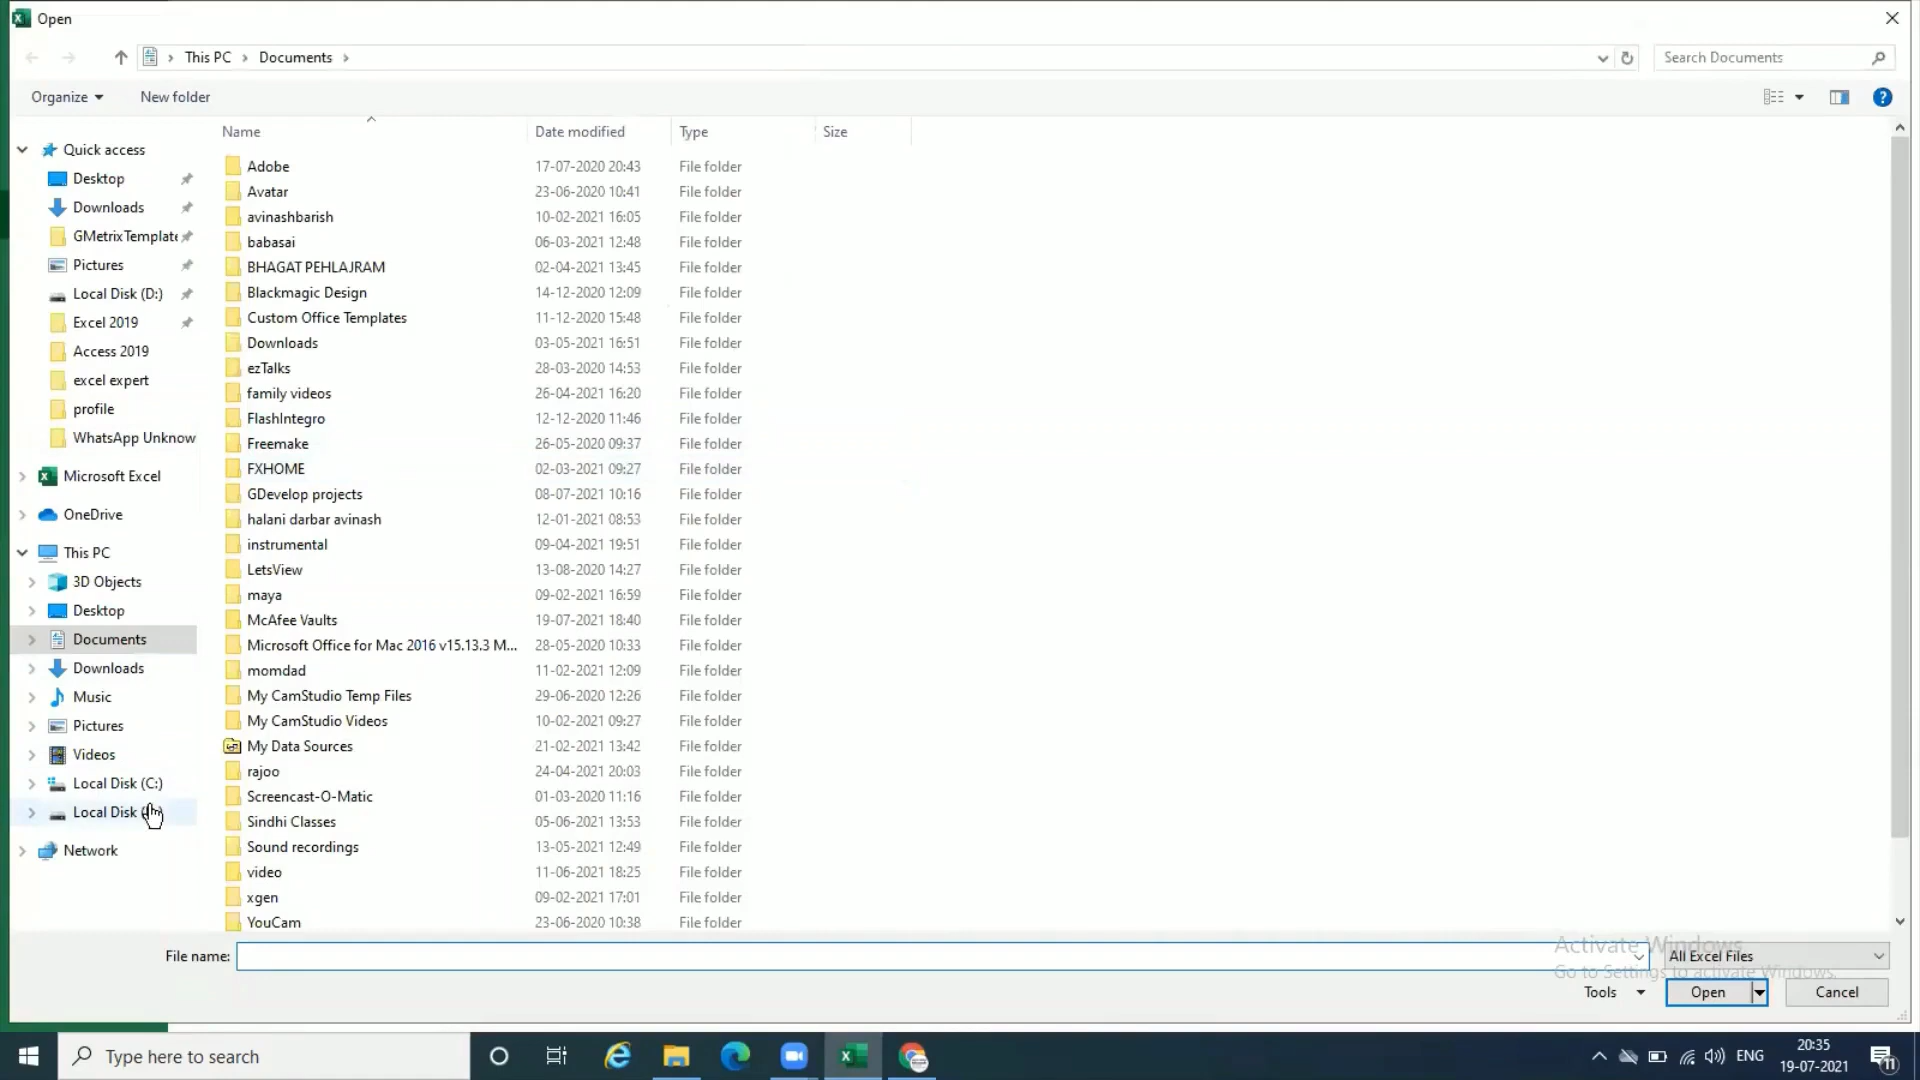 Open
This PC > Documents >
Search Documents
Organize
New folder
Name Date modified Type Size
Quick access
Desktop
Downloads
GMetrixTemplate
Pictures
Local Disk (D:)
Excel 2019
Access 2019
excel expert
profile
WhatsApp Unknow
Microsoft Excel
OneDrive
This PC
3D Objects
Desktop
Documents
Downloads
Music
Pictures
Videos
Local Disk (C:)
Local Disk
Network
Adobe 17-07-2020 20:43 File folder
Avatar 23-06-2020 10:41 File folder
avinashbarish 10-02-2021 16:05 File folder
babasai 06-03-2021 12:48 File folder
BHAGAT PEHLAJRAM 02-04-2021 13:45 File folder
Blackmagic Design 14-12-2020 12:09 File folder
Custom Office Templates 11-12-2020 15:48 File folder
Downloads 03-05-2021 16:51 File folder
ezTalks 28-03-2020 14:53 File folder
family videos 26-04-2021 16:20 File folder
FlashIntegro 12-12-2020 11:46 File folder
Freemake 26-05-2020 09:37 File folder
FXHOME 02-03-2021 09:27 File folder
GDevelop projects 08-07-2021 10:16 File folder
halani darbar avinash 12-01-2021 08:53 File folder
instrumental 09-04-2021 19:51 File folder
LetsView 13-08-2020 14:27 File folder
maya 09-02-2021 16:59 File folder
McAfee Vaults 19-07-2021 18:40 File folder
Microsoft Office for Mac 2016 v15.13.3 M... 28-05-2020 10:33 File folder
momdad 11-02-2021 12:09 File folder
My CamStudio Temp Files 29-06-2020 12:26 File folder
My CamStudio Videos 10-02-2021 09:27 File folder
My Data Sources 21-02-2021 13:42 File folder
rajoo 24-04-2021 20:03 File folder
Screencast-O-Matic 01-03-2021 11:16 File folder
Sindhi Classes 05-06-2021 13:53 File folder
Sound recordings 13-05-2021 12:49 File folder
video 11-06-2021 18:25 File folder
xgen 09-02-2021 17:01 File folder
YouCam 23-06-2020 10:38 File folder
File name:
Activate Windows
All Excel Files
Go to Settings to activate Windows.
Tools
Open
Cancel
Type here to search
ENG
20:35
19-07-2021
11